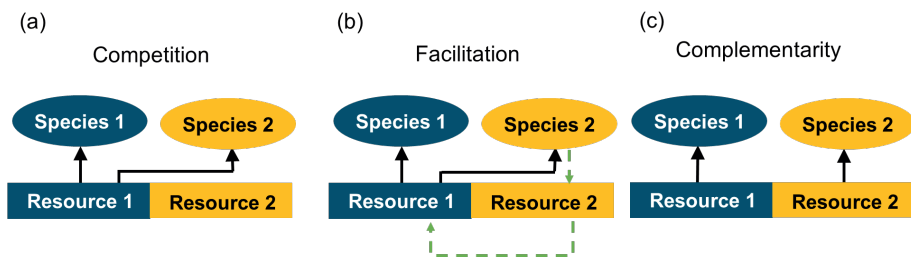 (a)
Competition
Species 1
Species 2
Resource 1
Resource 2
(b)
Facilitation
Species 1
Species 2
Resource 1
Resource 2
(c)
Complementarity
Species 1
Species 2
Resource 1
Resource 2